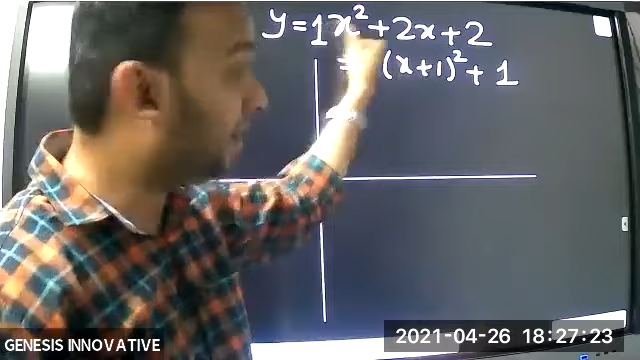 y=1x²+2x+2
= (x+1)²+1
GENESIS INNOVATIVE
2021-04-26 18:27:23